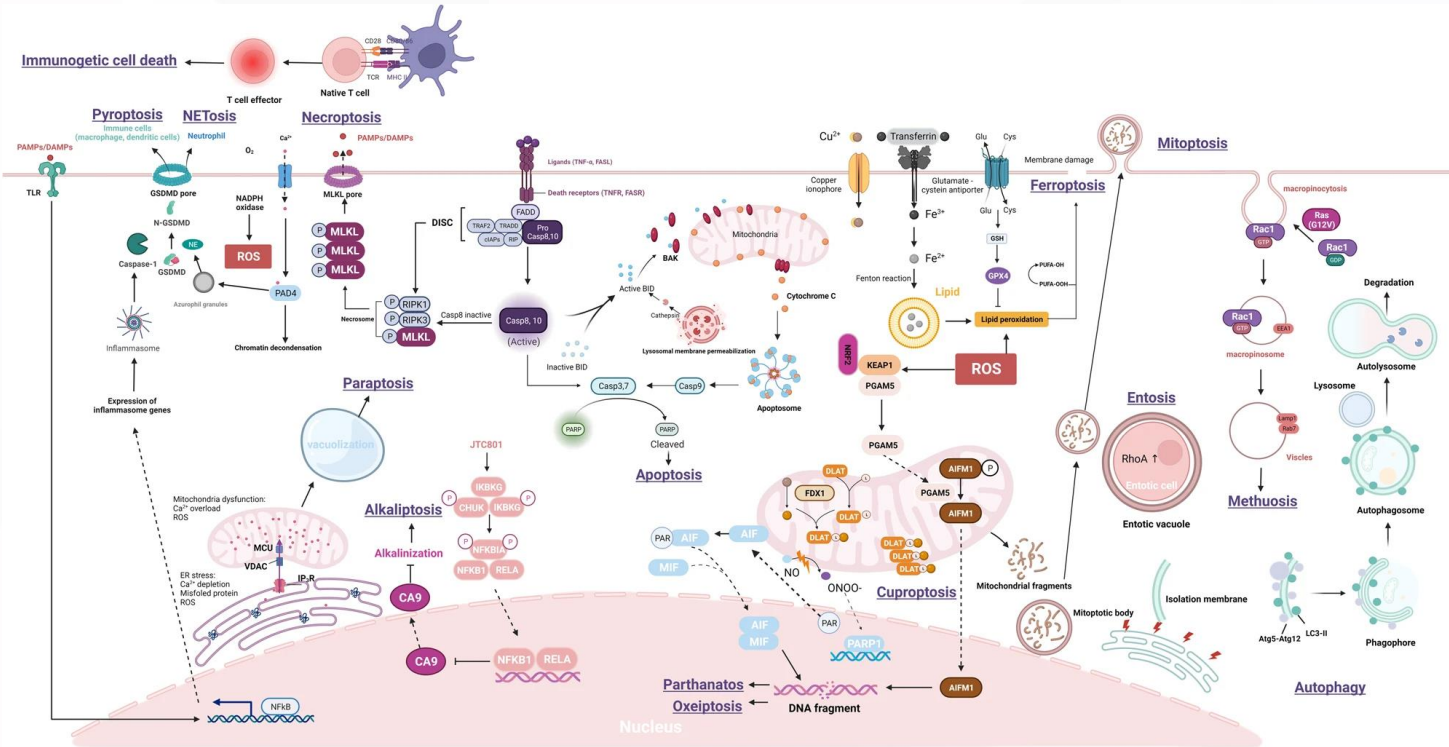 Immunogetic cell death
T cell effector
Native T cell
CD28
TCR
MHC II
Pyroptosis
Immune cells
(macrophage, dendritic cells)
NETosis
Neutrophil
Necroptosis
PAMPs/DAMPs
PAMPs/DAMPs
TLR
O₂
Ca²⁺
GSDMD pore
NADPH
oxidase
MLKL pore
N-GSDMD
Caspase-1
GSDMD
NE
ROS
Azurophil granules
PAD4
Chromatin decondensation
Inflammasome
Expression of
inflammasome genes
P MLKL
P MLKL
P MLKL
Necrosome
P RIPK1
P RIPK3
P MLKL
Casp8 inactive
Ligands (TNF-α, FASL)
Death receptors (TNFR, FASR)
DISC
FADD
TRAF2
TRADD
cIAPs
RIP
Pro
Casp8,10
Casp8, 10
(Active)
Active BID
Inactive BID
BAK
Mitochondria
Cytochrome C
Cathepsin
Lysosomal membrane permeabilization
Apoptosome
Casp9
Casp3,7
PARP
PARP
Cleaved
Apoptosis
Cu²⁺
Copper
ionophore
Transferrin
Fe³⁺
Fe²⁺
Fenton reaction
Glu
Cys
Glutamate -
cystein antiporter
Glu
Cys
GSH
GPX4
Membrane damage
Ferroptosis
PUFA-OH
PUFA-OOH
Lipid
Lipid peroxidation
ROS
NRF2
KEAP1
PGAM5
PGAM5
PGAM5
AIFM1
P
AIFM1
DLAT
FDX1
DLAT
DLAT
DLAT
DLAT
DLAT
Cuproptosis
AIFM1
Mitoptosis
Mitochondrial fragments
Mitoptotic body
macropinocytosis
Rac1
GTP
Ras
(G12V)
Rac1
GDP
Rac1
GTP
EEA1
macropinosome
Lamp1
Rab7
Viscles
Methuosis
Entosis
RhoA ↑
Entotic cell
Entotic vacuole
Degradation
Autolysosome
Lysosome
Autophagosome
Phagophore
Atg5-Atg12
LC3-II
Isolation membrane
Autophagy
Paraptosis
vacuolization
Mitochondria dysfunction:
Ca²⁺ overload
ROS
MCU
VDAC
IP₃R
ER stress:
Ca²⁺ depletion
Misfold protein
ROS
Alkaliptosis
Alkalinization
CA9
CA9
JTC801
IKBKG
P
CHUK
IKBKG
P
P
NFKBIA
P
NFKB1
RELA
NFKB1
RELA
PAR
AIF
AIF
MIF
NO
ONOO-
PAR
PARP1
AIF
MIF
Parthanatos
Oxeiptosis
DNA fragment
NFkB
Nucleus